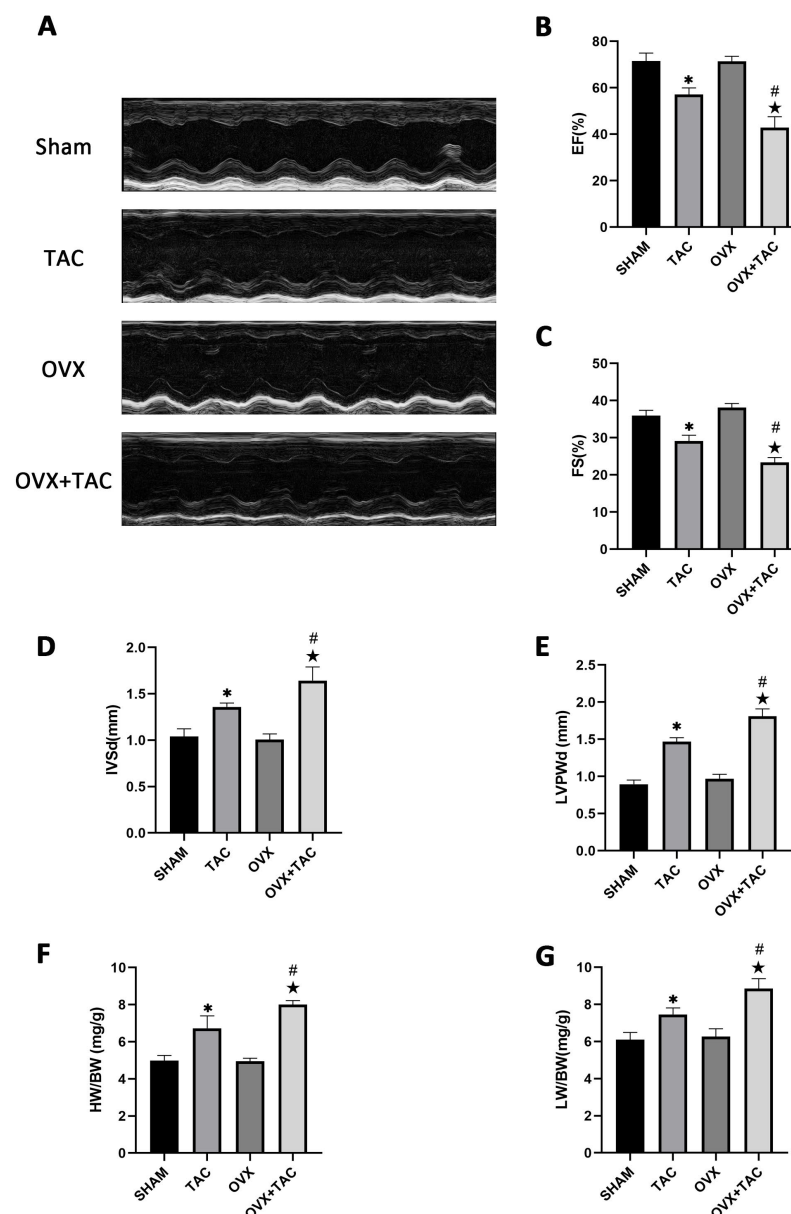 A
Sham
TAC
OVX
OVX+TAC
B
EF(%)
80
60
40
20
0
*
#
★
SHAM
TAC
OVX
OVX+TAC
C
FS(%)
50
40
30
20
10
0
*
#
★
SHAM
TAC
OVX
OVX+TAC
D
IVSd(mm)
2.0
1.5
1.0
0.5
0.0
*
#
★
SHAM
TAC
OVX
OVX+TAC
E
LVPWd (mm)
2.5
2.0
1.5
1.0
0.5
0.0
*
#
★
SHAM
TAC
OVX
OVX+TAC
F
HW/BW (mg/g)
10
8
6
4
2
0
*
#
★
SHAM
TAC
OVX
OVX+TAC
G
LW/BW(mg/g)
10
8
6
4
2
0
*
#
★
SHAM
TAC
OVX
OVX+TAC